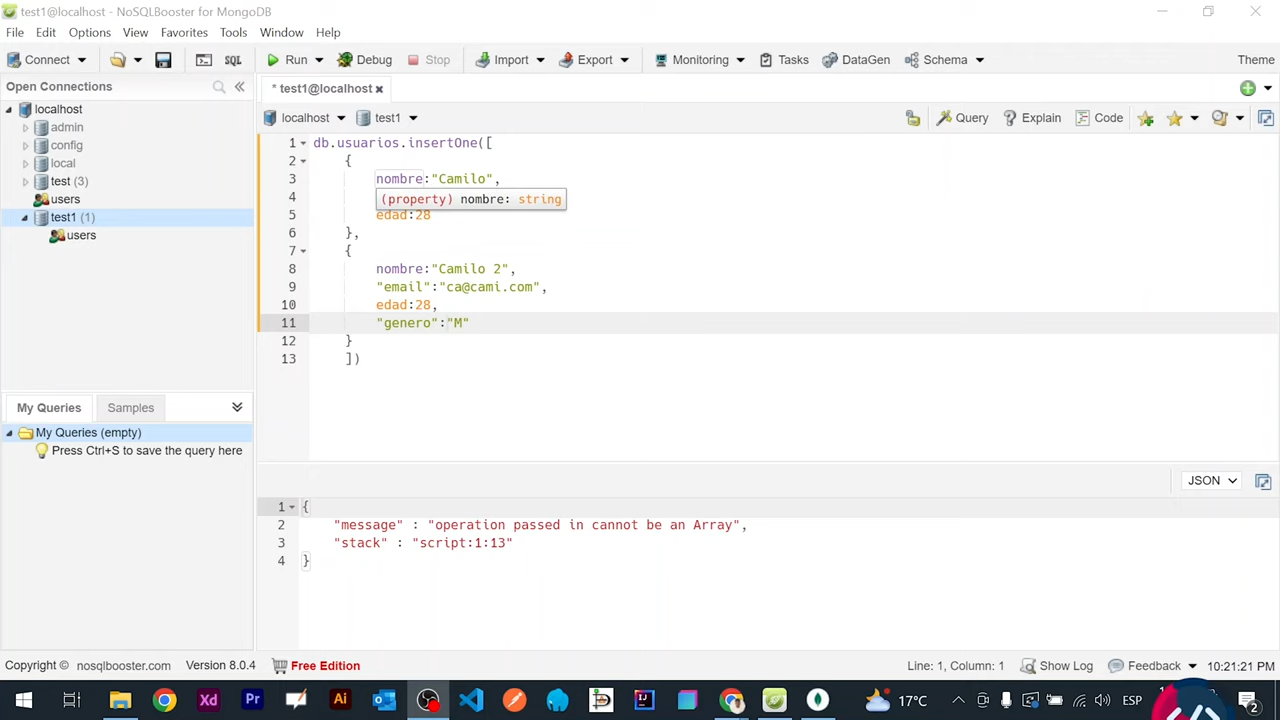 test1@localhost - NoSQLBooster for MongoDB
File Edit Options View Favorites Tools Window Help
Connect SQL Run Debug Stop Import Export Monitoring Tasks DataGen Schema Theme
Open Connections
* test1@localhost
localhost
admin
config
local
test (3)
users
test1 (1)
users
localhost test1 Query Explain Code
1 db.usuarios.insertOne([
2 {
3 nombre:"Camilo",
4
(property) nombre: string
5 edad:28
6 },
7 {
8 nombre:"Camilo 2",
9 "email":"ca@cami.com",
10 edad:28,
11 "genero":"M"
12 }
13 ])
My Queries Samples
My Queries (empty)
Press Ctrl+S to save the query here
JSON
1 {
2 "message" : "operation passed in cannot be an Array",
3 "stack" : "script:1:13"
4 }
Copyright © nosqlbooster.com Version 8.0.4 Free Edition Line: 1, Column: 1 Show Log Feedback 10:21:21 PM
Xd Pr Ai 17°C ESP 2